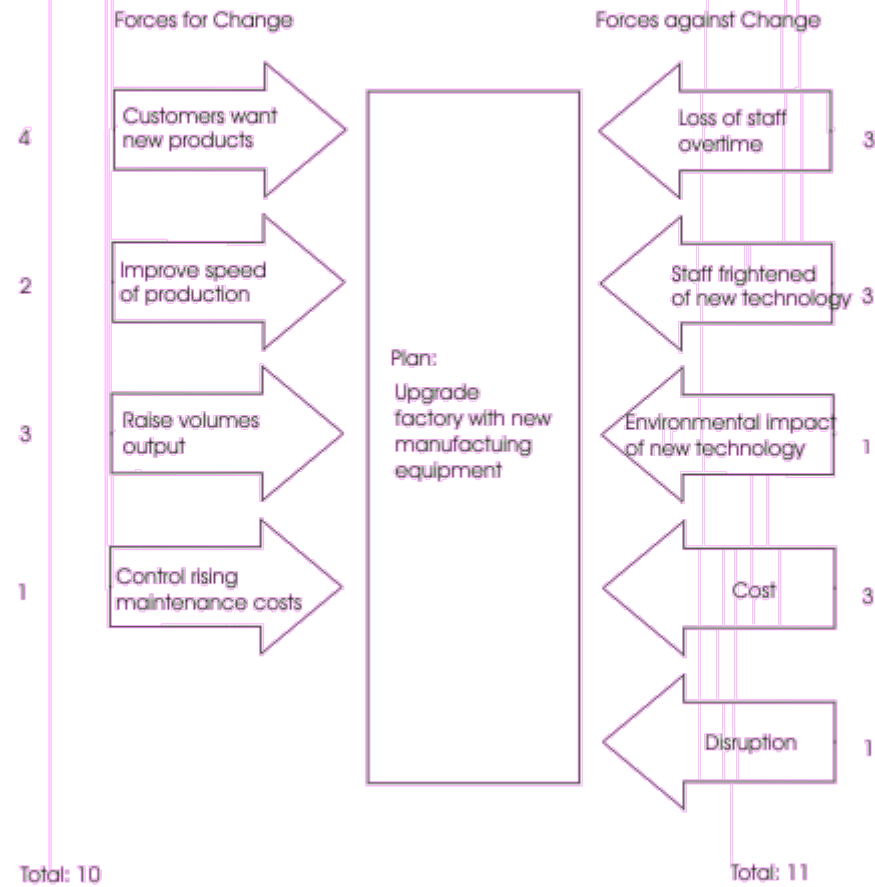 Forces for Change
Forces against Change
4
Customers want
new products
2
Improve speed
of production
3
Raise volumes
output
1
Control rising
maintenance costs
Plan:
Upgrade
factory with new
manufactuing
equipment
Loss of staff
overtime
3
Staff frightened
of new technology
3
Environmental impact
of new technology
1
Cost
3
Disruption
1
Total: 10
Total: 11